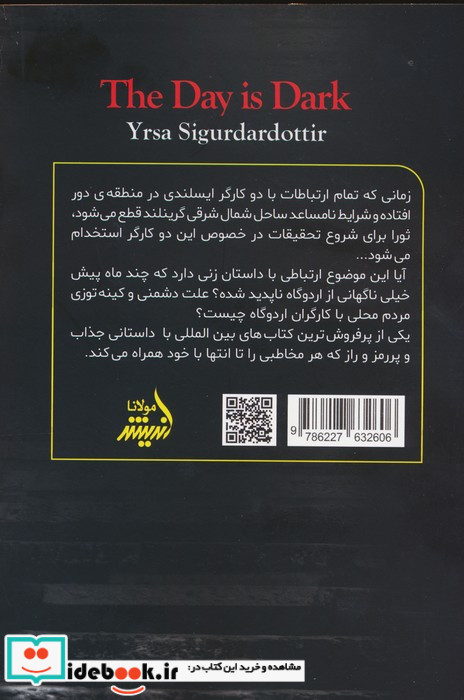 The Day is Dark
Yrsa Sigurdardottir
زمانی که تمام ارتباطات با دو کارگر ایسلندی در منطقه‌ی دور
افتاده و شرایط نامساعد ساحل شمال شرقی گرینلند قطع می‌شود،
ثورا برای شروع تحقیقات در خصوص این دو کارگر استخدام
می‌شود...
آیا این موضوع ارتباطی با داستان زنی دارد که چند ماه پیش
خیلی ناگهانی از اردوگاه ناپدید شده؟ علت دشمنی و کینه‌توزی
مردم محلی با کارگران اردوگاه چیست؟
یکی از پرفروش‌ترین کتاب‌های بین المللی با داستانی جذاب
و پررمز و راز که هر مخاطبی را تا انتها با خود همراه می‌کند.
اندیشه مولانا
9 786227 632606
idebook.ir
مشاهده و خرید این کتاب در: